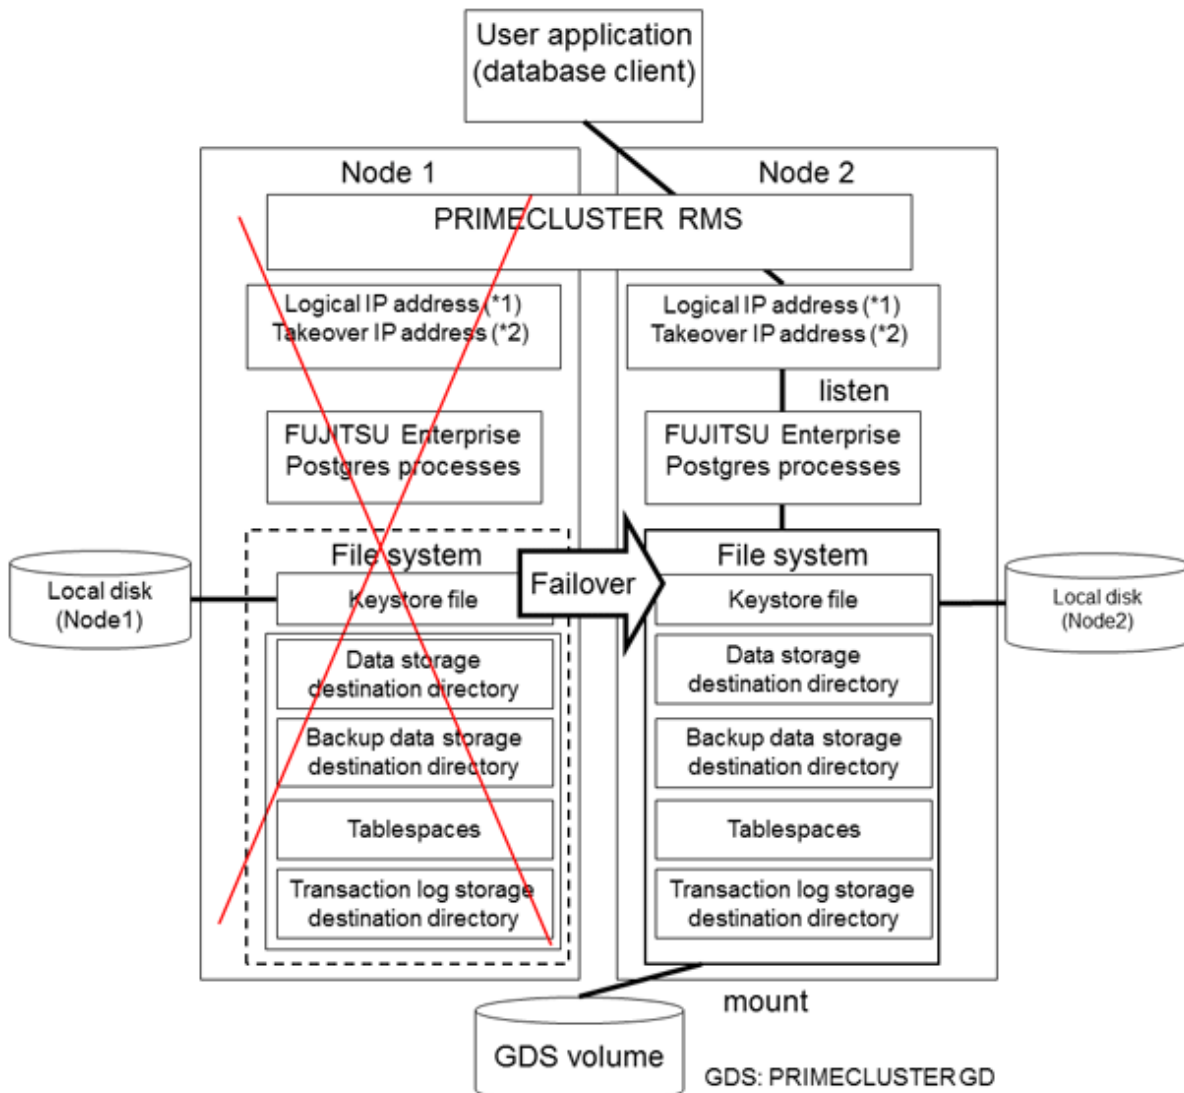 User application
(database client)
Node 1
Node 2
PRIMECLUSTER RMS
Logical IP address (*1)
Takeover IP address (*2)
Logical IP address (*1)
Takeover IP address (*2)
listen
FUJITSU Enterprise
Postgres processes
FUJITSU Enterprise
Postgres processes
File system
Failover
File system
Local disk
(Node1)
Keystore file
Keystore file
Local disk
(Node2)
Data storage
destination directory
Data storage
destination directory
Backup data storage
destination directory
Backup data storage
destination directory
Tablespaces
Tablespaces
Transaction log storage
destination directory
Transaction log storage
destination directory
mount
GDS volume
GDS: PRIMECLUSTER GD